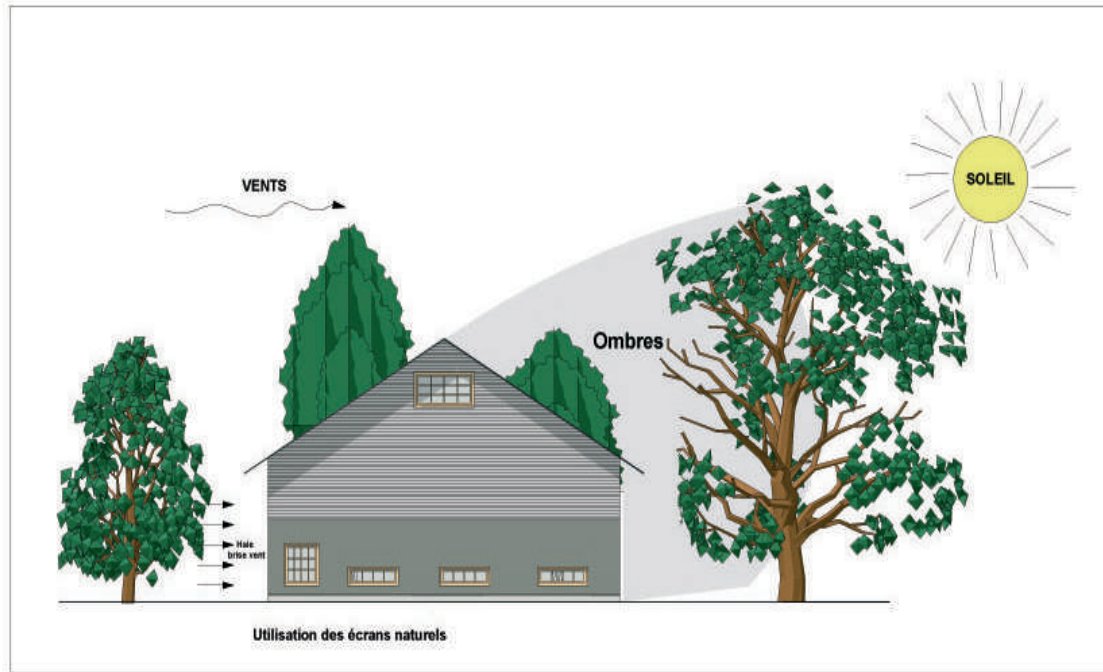 VENTS
SOLEIL
Ombres
Haie
brise vent
Utilisation des écrans naturels